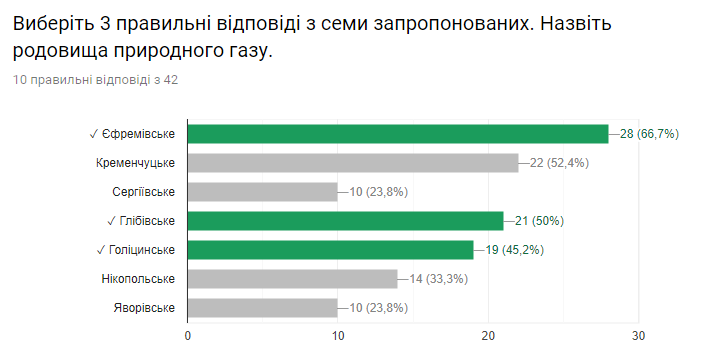 Виберіть 3 правильні відповіді з семи запропонованих. Назвіть
родовища природного газу.
10 правильні відповіді з 42
✓ Єфремівське 28 (66,7%)
Кременчуцьке 22 (52,4%)
Сергіївське 10 (23,8%)
✓ Глібівське 21 (50%)
✓ Голіцинське 19 (45,2%)
Нікопольське 14 (33,3%)
Яворівське 10 (23,8%)
0 10 20 30